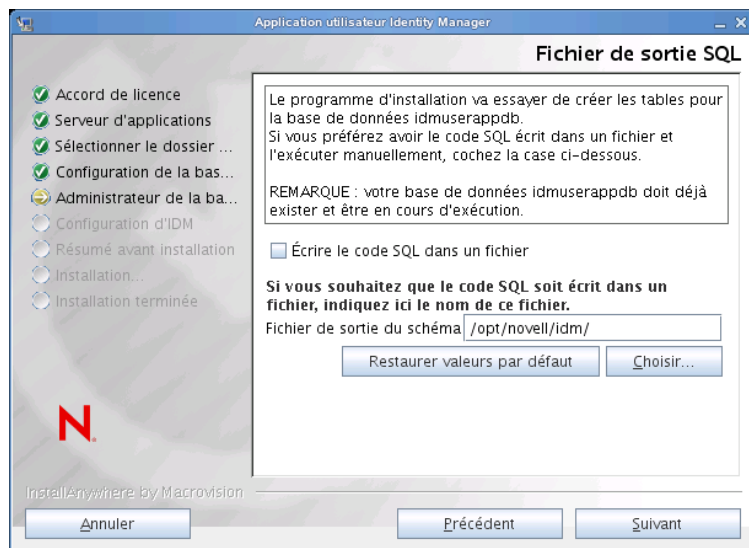 Application utilisateur Identity Manager
Fichier de sortie SQL
Accord de licence
Serveur d'applications
Sélectionner le dossier ...
Configuration de la bas...
Administrateur de la ba...
Configuration d'IDM
Résumé avant installation
Installation...
Installation terminée
Le programme d'installation va essayer de créer les tables pour
la base de données idmuserappdb.
Si vous préférez avoir le code SQL écrit dans un fichier et
l'exécuter manuellement, cochez la case ci-dessous.
REMARQUE : votre base de données idmuserappdb doit déjà
exister et être en cours d'exécution.
Écrire le code SQL dans un fichier
Si vous souhaitez que le code SQL soit écrit dans un
fichier, indiquez ici le nom de ce fichier.
Fichier de sortie du schéma /opt/novell/idm/
Restaurer valeurs par défaut Choisir...
N
InstallAnywhere by Macrovision
Annuler Précédent Suivant